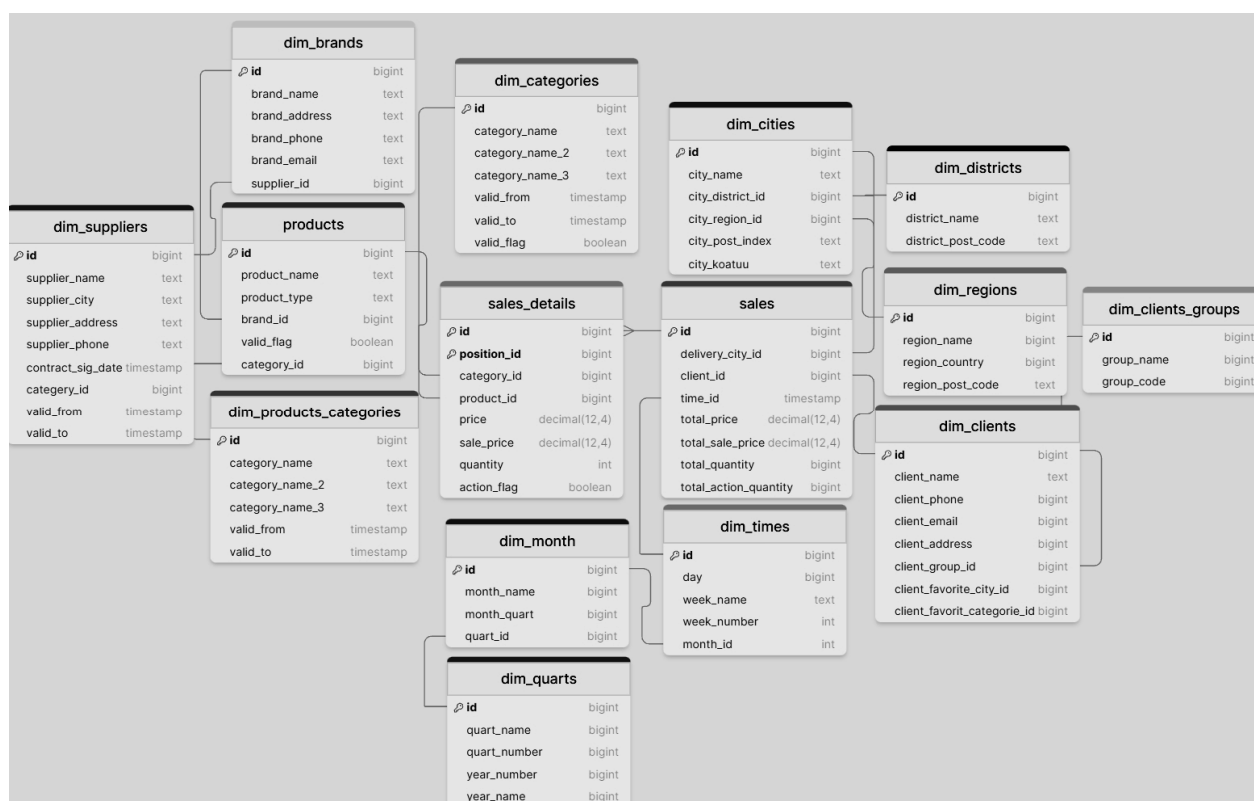 dim_brands
id bigint
brand_name text
brand_address text
brand_phone text
brand_email text
supplier_id bigint
dim_categories
id bigint
category_name text
category_name_2 text
category_name_3 text
valid_from timestamp
valid_to timestamp
valid_flag boolean
dim_cities
id bigint
city_name text
city_district_id bigint
city_region_id bigint
city_post_index text
city_koatuu text
dim_districts
id bigint
district_name text
district_post_code text
dim_suppliers
id bigint
supplier_name text
supplier_city text
supplier_address text
supplier_phone text
contract_sig_date timestamp
categery_id bigint
valid_from timestamp
valid_to timestamp
products
id bigint
product_name text
product_type text
brand_id bigint
valid_flag boolean
category_id bigint
sales_details
id bigint
position_id bigint
category_id bigint
product_id bigint
price decimal(12,4)
sale_price decimal(12,4)
quantity int
action_flag boolean
sales
id bigint
delivery_city_id bigint
client_id bigint
time_id timestamp
total_price decimal(12,4)
total_sale_price decimal(12,4)
total_quantity bigint
total_action_quantity bigint
dim_regions
id bigint
region_name bigint
region_country bigint
region_post_code text
dim_clients_groups
id bigint
group_name bigint
group_code bigint
dim_products_categories
id bigint
category_name text
category_name_2 text
category_name_3 text
valid_from timestamp
valid_to timestamp
dim_clients
id bigint
client_name text
client_phone bigint
client_email bigint
client_address bigint
client_group_id bigint
client_favorite_city_id bigint
client_favorit_categorie_id bigint
dim_month
id bigint
month_name bigint
month_quart bigint
quart_id bigint
dim_times
id bigint
day bigint
week_name text
week_number int
month_id int
dim_quarts
id bigint
quart_name bigint
quart_number bigint
year_number bigint
year_name bigint